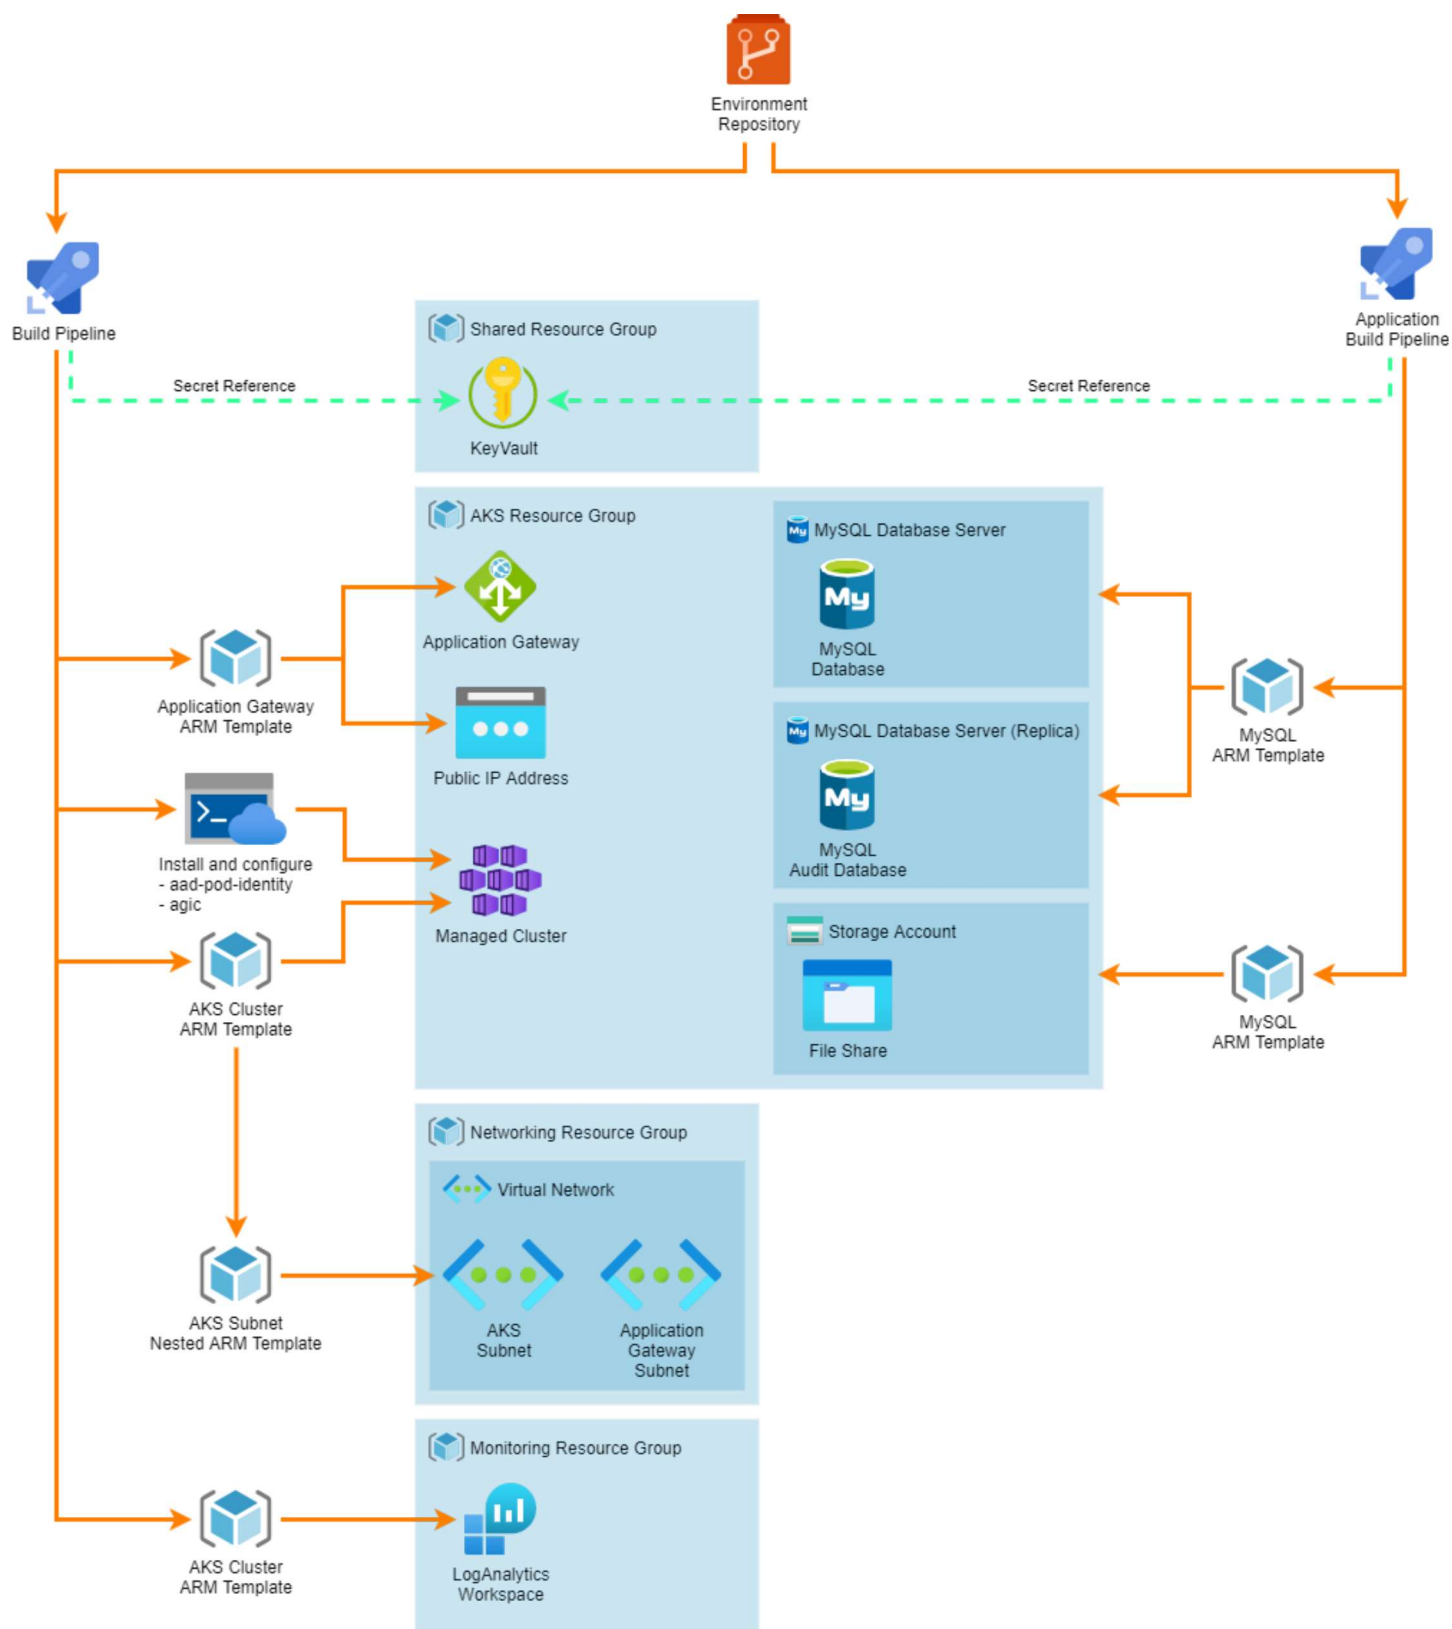 Environment
Repository
Build Pipeline
Application
Build Pipeline
Shared Resource Group
Secret Reference
Secret Reference
KeyVault
AKS Resource Group
MySQL Database Server
My
My
Application Gateway
MySQL
Database
Application Gateway
ARM Template
MySQL Database Server (Replica)
My
My
MySQL
ARM Template
Public IP Address
>_
MySQL
Audit Database
Install and configure
- aad-pod-identity
- agic
Managed Cluster
Storage Account
AKS Cluster
ARM Template
File Share
MySQL
ARM Template
Networking Resource Group
Virtual Network
AKS Subnet
Nested ARM Template
AKS
Subnet
Application
Gateway
Subnet
Monitoring Resource Group
AKS Cluster
ARM Template
LogAnalytics
Workspace